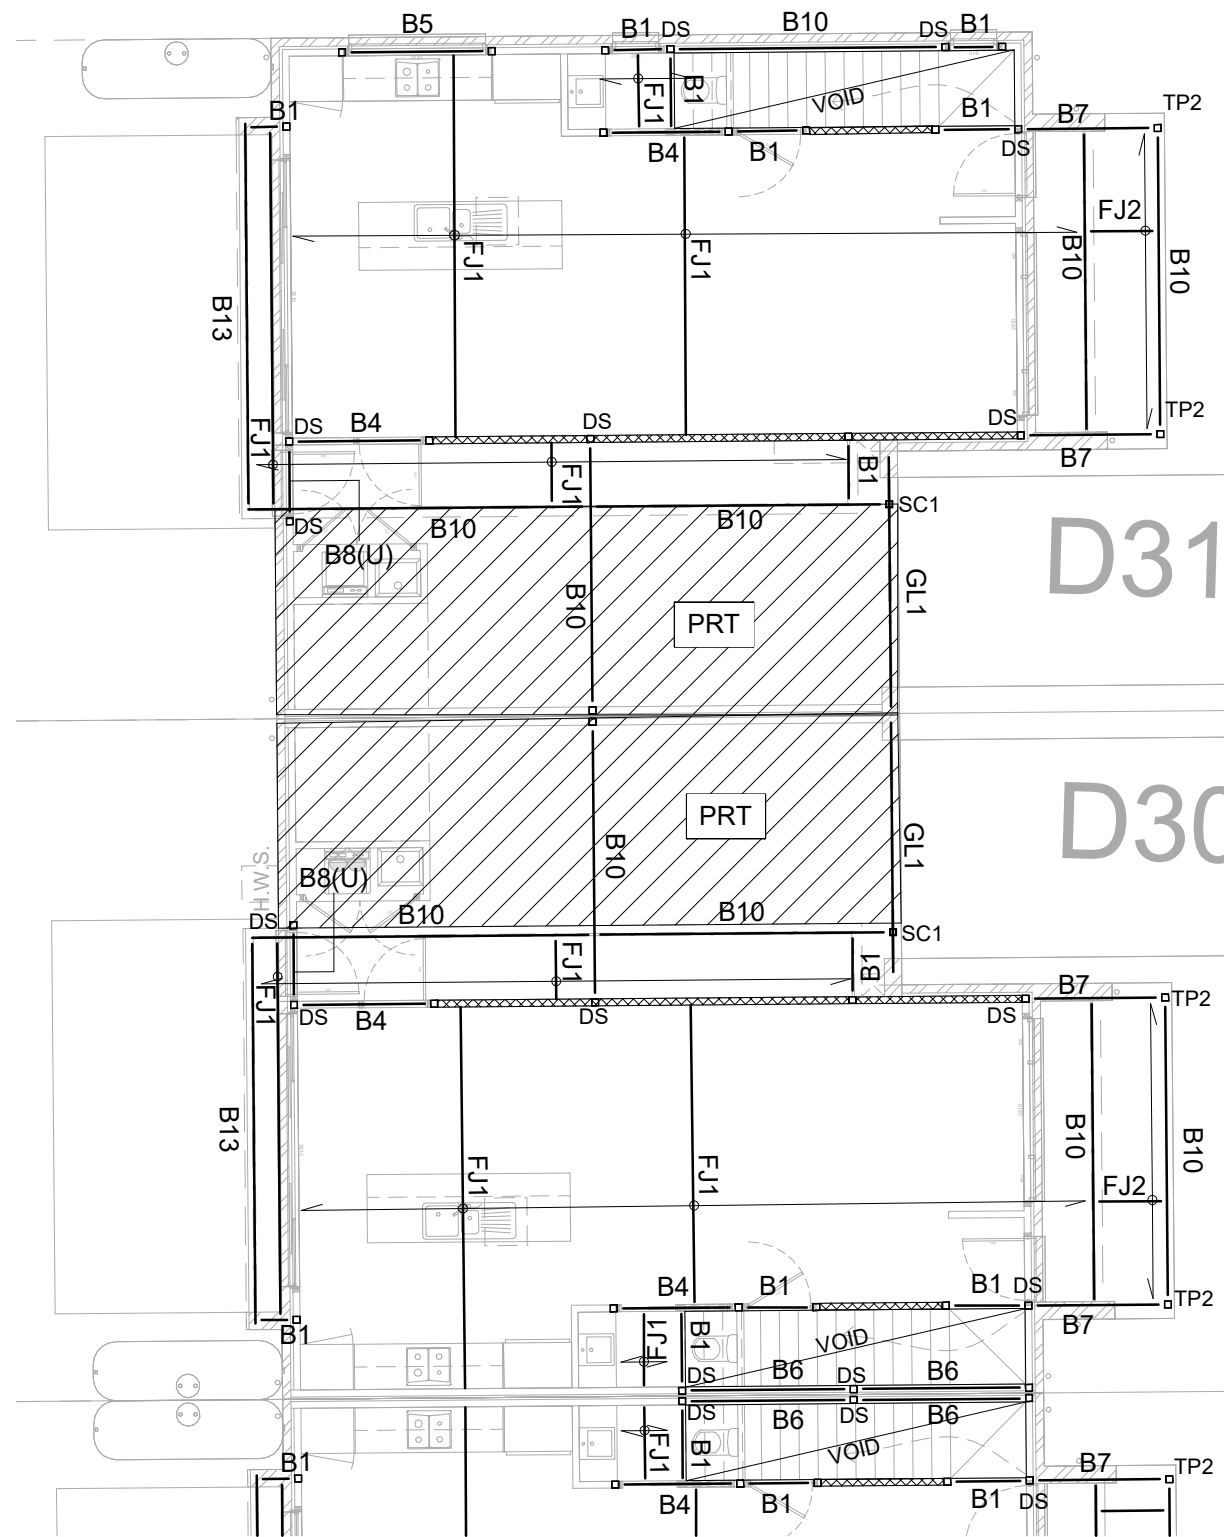 B5
B1
DS
B10
DS
B1
B1
FJ1
B1
VOID
B1
B7
TP2
B4
B1
DS
FJ2
FJ1
FJ1
B10
B10
B13
TP2
DS
B4
DS
DS
B7
FJ1
FJ1
B1
DS
B10
B10
SC1
D31
B8(U)
B10
GL1
PRT
PRT
D30
B10
GL1
H.W.S.
B8(U)
DS
B10
B10
SC1
FJ1
B1
FJ1
DS
B4
DS
DS
B7
TP2
B13
B10
B10
FJ1
FJ1
FJ2
B4
B1
B1
DS
TP2
B1
FJ1
B1
VOID
B7
DS
B6
DS
B6
DS
B6
DS
B6
FJ1
B1
VOID
B1
B7
TP2
B4
B1
B1
DS